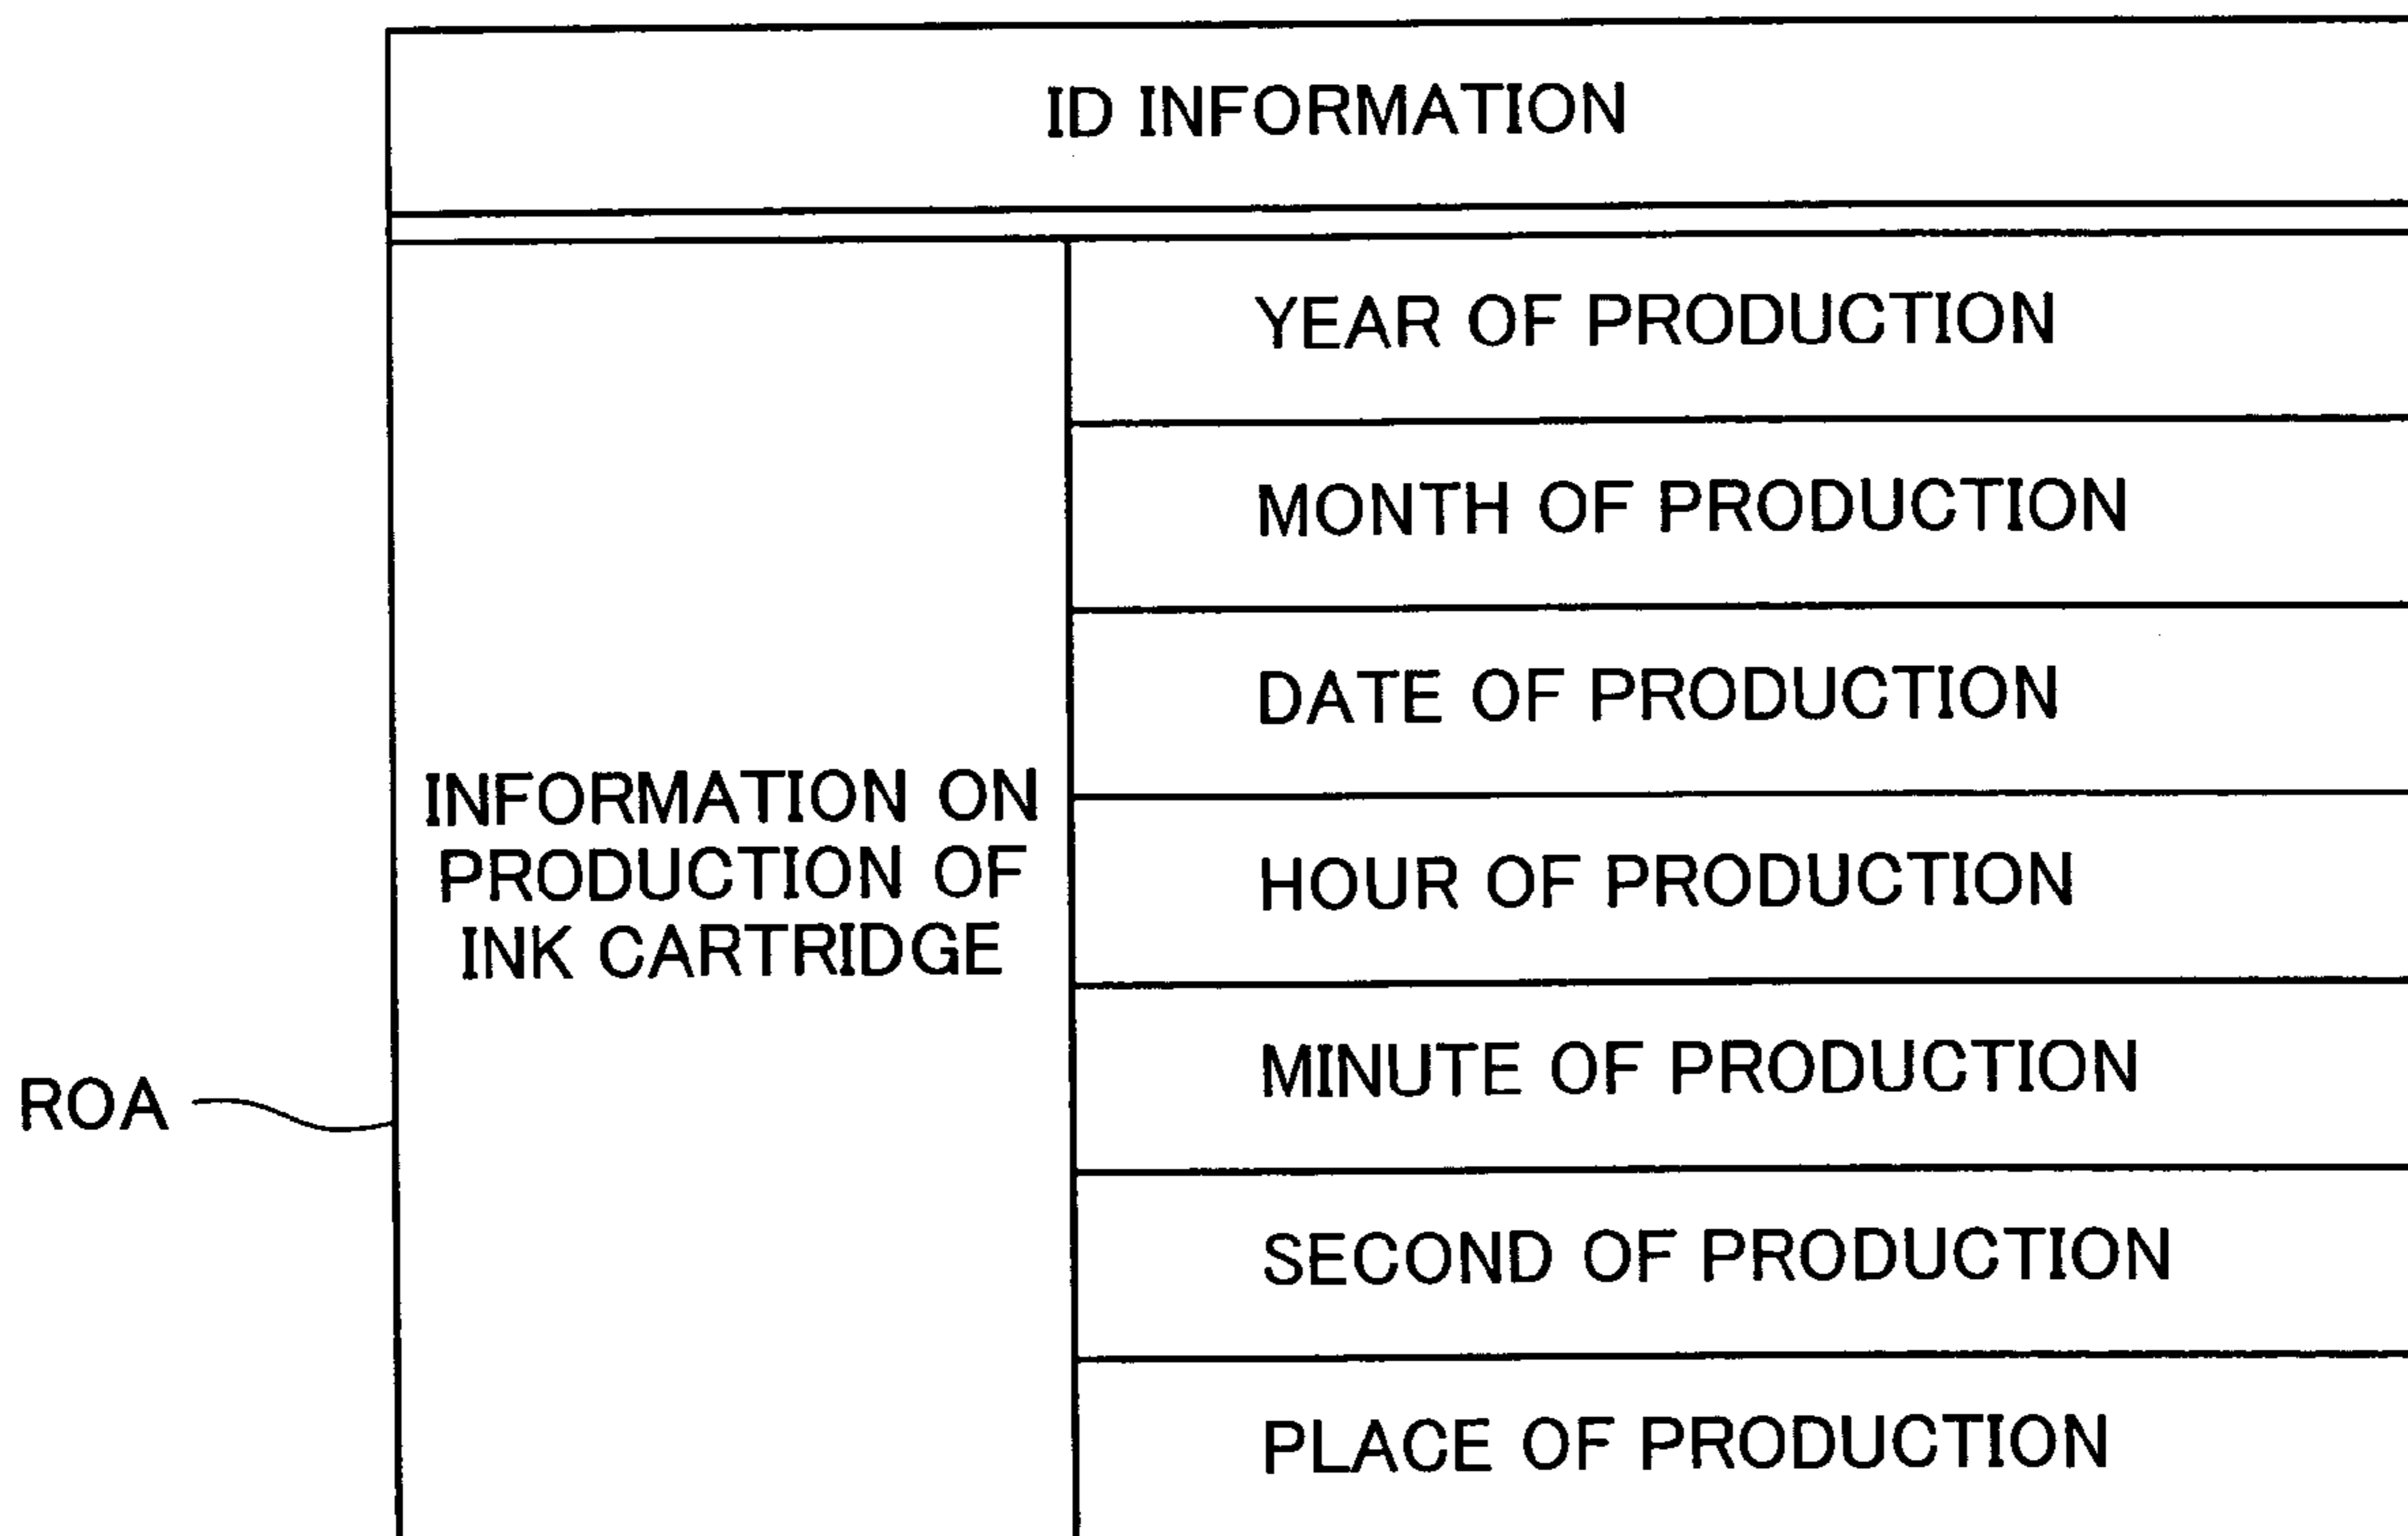 ID INFORMATION
YEAR OF PRODUCTION
MONTH OF PRODUCTION
DATE OF PRODUCTION
INFORMATION ON
PRODUCTION OF
INK CARTRIDGE
HOUR OF PRODUCTION
MINUTE OF PRODUCTION
ROA
SECOND OF PRODUCTION
PLACE OF PRODUCTION